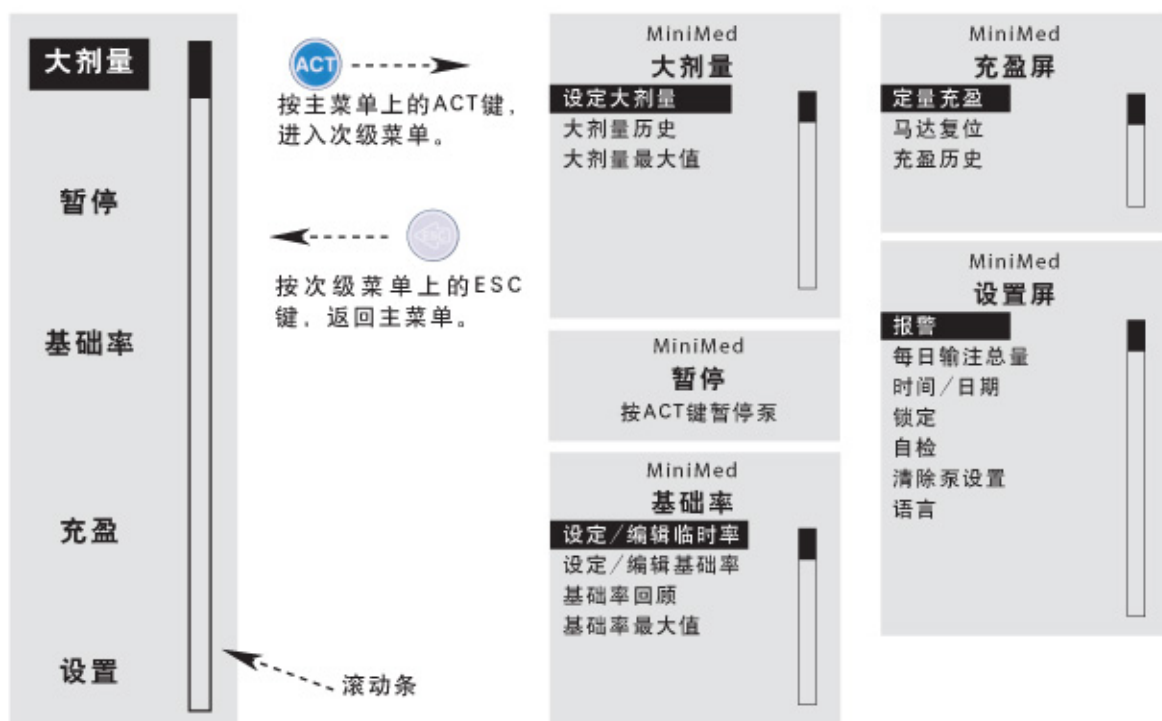 大剂量
暂停
基础率
充盈
设置
ACT
按主菜单上的ACT键，
进入次级菜单。
ESC
按次级菜单上的ESC
键，返回主菜单。
滚动条
MiniMed
大剂量
设定大剂量
大剂量历史
大剂量最大值
MiniMed
暂停
按ACT键暂停泵
MiniMed
基础率
设定/编辑临时率
设定/编辑基础率
基础率回顾
基础率最大值
MiniMed
充盈屏
定量充盈
马达复位
充盈历史
MiniMed
设置屏
报警
每日输注总量
时间/日期
锁定
自检
清除泵设置
语言